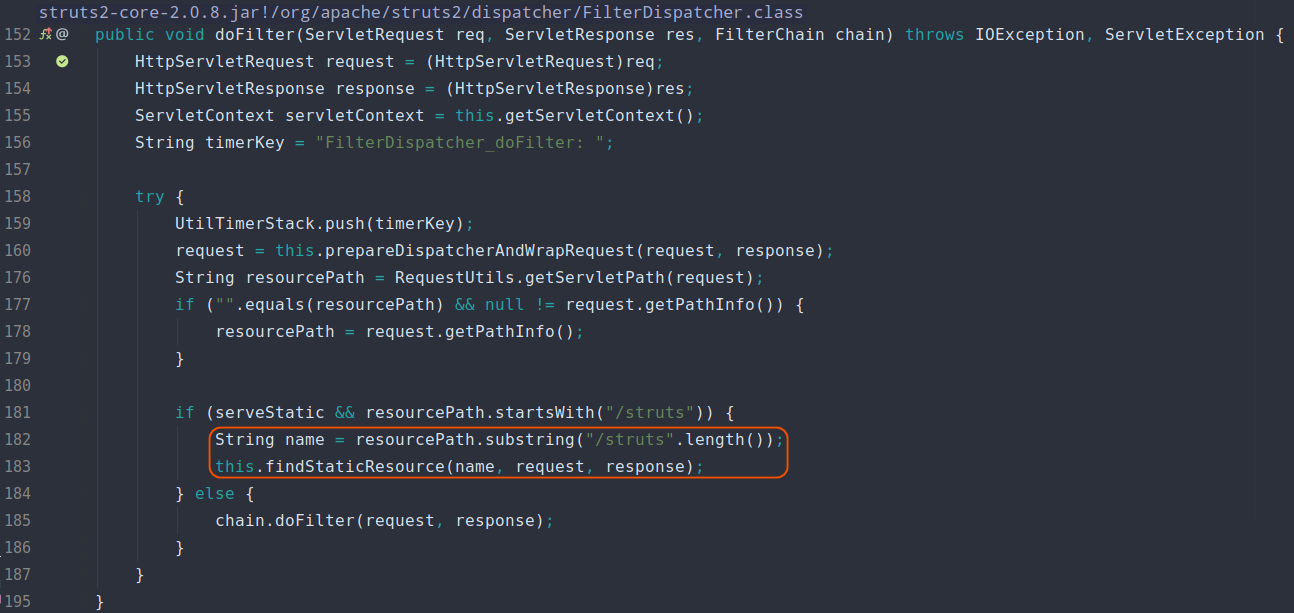 struts2-core-2.0.8.jar!/org/apache/struts2/dispatcher/FilterDispatcher.class
152 @ public void doFilter(ServletRequest req, ServletResponse res, FilterChain chain) throws IOException, ServletException {
153 HttpServletRequest request = (HttpServletRequest)req;
154 HttpServletResponse response = (HttpServletResponse)res;
155 ServletContext servletContext = this.getServletContext();
156 String timerKey = "FilterDispatcher_doFilter: ";
157
158 try {
159 UtilTimerStack.push(timerKey);
160 request = this.prepareDispatcherAndWrapRequest(request, response);
176 String resourcePath = RequestUtils.getServletPath(request);
177 if ("".equals(resourcePath) && null != request.getPathInfo()) {
178 resourcePath = request.getPathInfo();
179 }
180
181 if (serveStatic && resourcePath.startsWith("/struts")) {
182 String name = resourcePath.substring("/struts".length());
183 this.findStaticResource(name, request, response);
184 } else {
185 chain.doFilter(request, response);
186 }
187 }
195 }